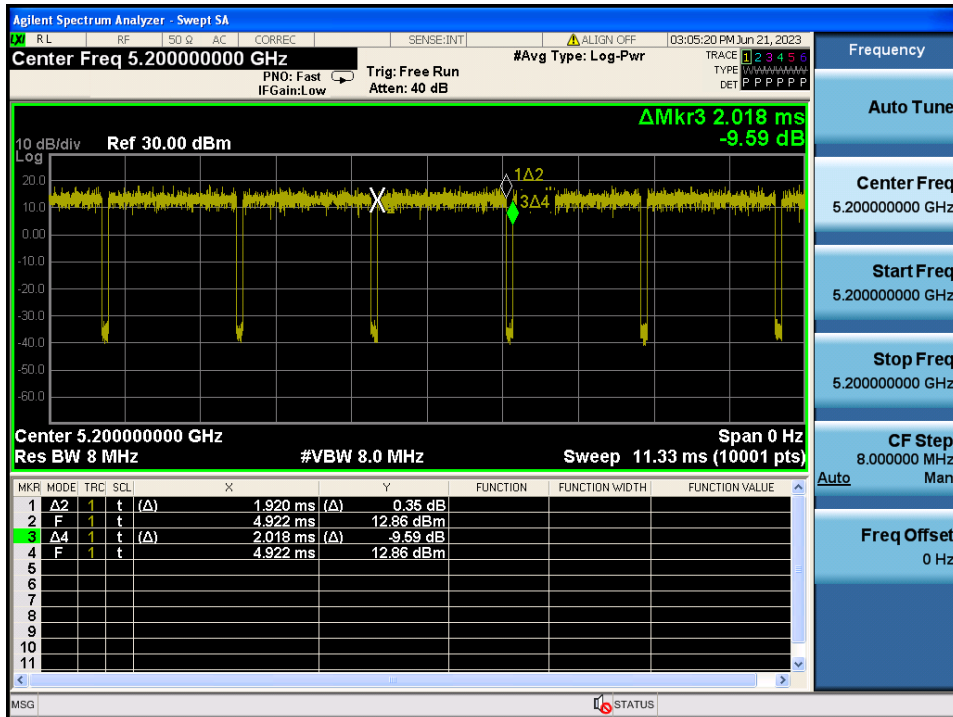 Agilent Spectrum Analyzer - Swept SA
LXI RL RF 50 Ω AC CORREC SENSE:INT ALIGN OFF 03:05:20 PM Jun 21, 2023
Center Freq 5.200000000 GHz
PNO: Fast
IFGain:Low
Trig: Free Run
Atten: 40 dB
#Avg Type: Log-Pwr
TRACE 1 2 3 4 5 6
TYPE
DET P P P P P P
ΔMkr3 2.018 ms
-9.59 dB
10 dB/div Ref 30.00 dBm
Log
20.0
10.0
0.00
-10.0
-20.0
-30.0
-40.0
-50.0
-60.0
1Δ2
3Δ4
X
Center 5.200000000 GHz Span 0 Hz
Res BW 8 MHz #VBW 8.0 MHz Sweep 11.33 ms (10001 pts)
MKR MODE TRC SCL X Y FUNCTION FUNCTION WIDTH FUNCTION VALUE
1 Δ2 1 t (Δ) 1.920 ms (Δ) 0.35 dB
2 F 1 t 4.922 ms 12.86 dBm
3 Δ4 1 t (Δ) 2.018 ms (Δ) -9.59 dB
4 F 1 t 4.922 ms 12.86 dBm
5
6
7
8
9
10
11
MSG STATUS
Frequency
Auto Tune
Center Freq
5.200000000 GHz
Start Freq
5.200000000 GHz
Stop Freq
5.200000000 GHz
CF Step
8.000000 MHz
Auto Man
Freq Offset
0 Hz